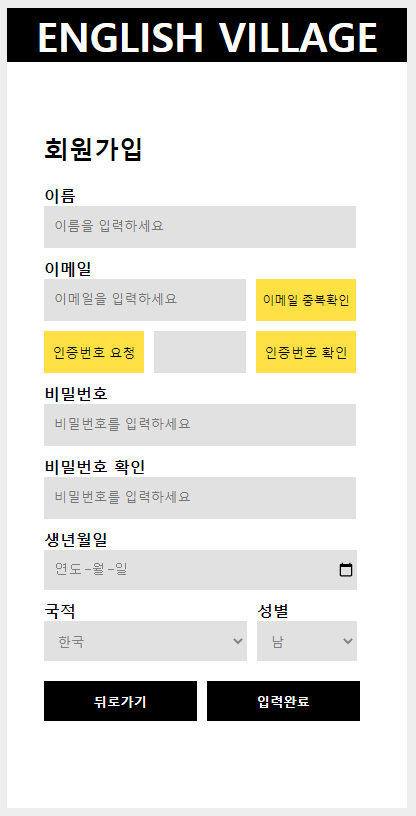 ENGLISH VILLAGE
회원가입
이름
이름을 입력하세요
이메일
이메일을 입력하세요 이메일 중복확인
인증번호 요청 인증번호 확인
비밀번호
비밀번호를 입력하세요
비밀번호 확인
비밀번호를 입력하세요
생년월일
연도-월-일
국적 성별
한국 남
뒤로가기 입력완료